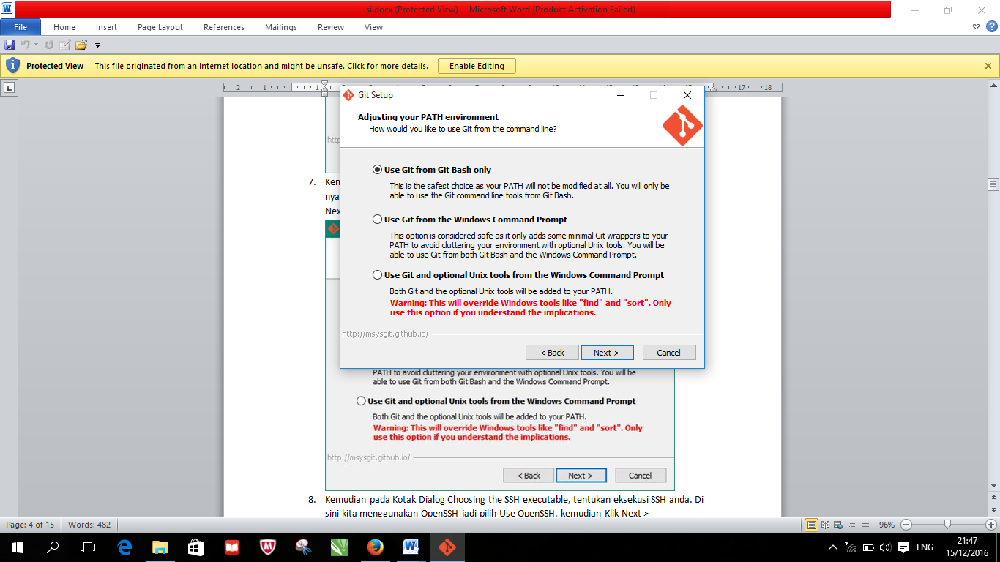 Isi.docx (Protected View) - Microsoft Word (Product Activation Failed)
File Home Insert Page Layout References Mailings Review View
Protected View This file originated from an Internet location and might be unsafe. Click for more details. Enable Editing
2 1 1 17 18
Git Setup
Adjusting your PATH environment
How would you like to use Git from the command line?
http
Use Git from Git Bash only
This is the safest choice as your PATH will not be modified at all. You will only be
able to use the Git command line tools from Git Bash.
7. Kem
nya
Nex
Use Git from the Windows Command Prompt
This option is considered safe as it only adds some minimal Git wrappers to your
PATH to avoid cluttering your environment with optional Unix tools. You will be
able to use Git from both Git Bash and the Windows Command Prompt.
Use Git and optional Unix tools from the Windows Command Prompt
Both Git and the optional Unix tools will be added to your PATH.
Warning: This will override Windows tools like "find" and "sort". Only
use this option if you understand the implications.
http://msysgit.github.io/
< Back Next > Cancel
PATH to avoid cluttering your environment with optional Unix tools. You will be
able to use Git from both Git Bash and the Windows Command Prompt.
Use Git and optional Unix tools from the Windows Command Prompt
Both Git and the optional Unix tools will be added to your PATH.
Warning: This will override Windows tools like "find" and "sort". Only
use this option if you understand the implications.
http://msysgit.github.io/
< Back Next > Cancel
8. Kemudian pada Kotak Dialog Choosing the SSH executable, tentukan eksekusi SSH anda. Di
sini kita menggunakan OpenSSH jadi pilih Use OpenSSH, kemudian Klik Next >
Page: 4 of 15 Words: 482 96%
ENG 21:47
15/12/2016